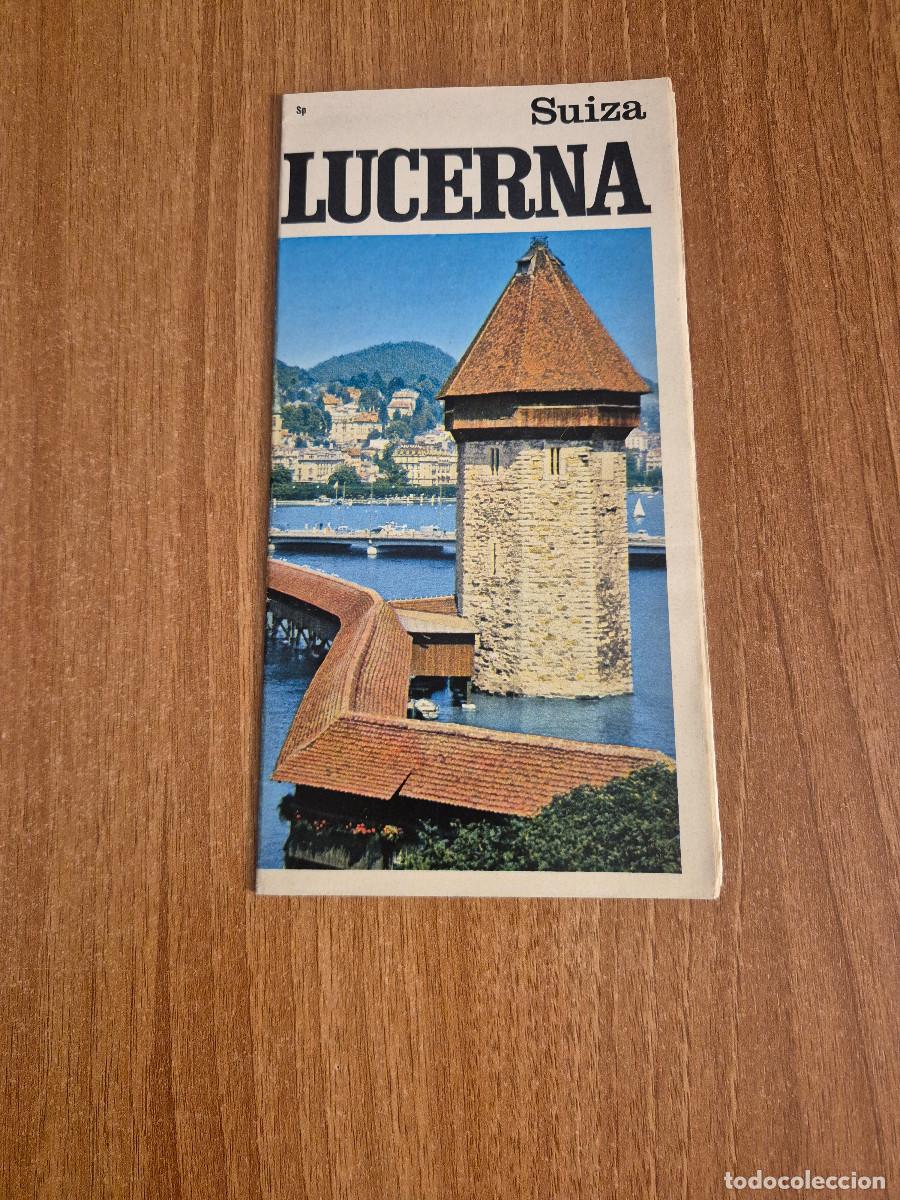 Sp
Suiza
LUCERNA
todocoleccion